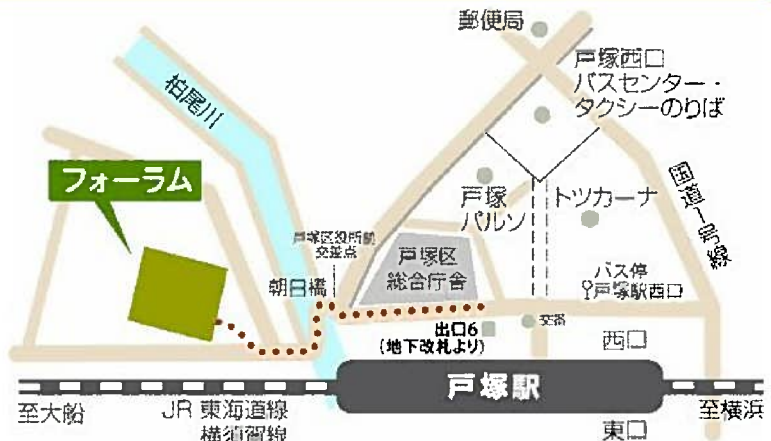 郵便局
戸塚西口
バスセンター・
タクシーのりば
柏尾川
フォーラム
戸塚
パルソ
トツカーナ
国道1号線
戸塚区役所前
交差点
戸塚区
総合庁舎
朝日橋
バス停
戸塚駅西口
出口6
(地下改札より)
交番
西口
戸塚駅
至大船
JR 東海道線
横須賀線
至横浜
東口